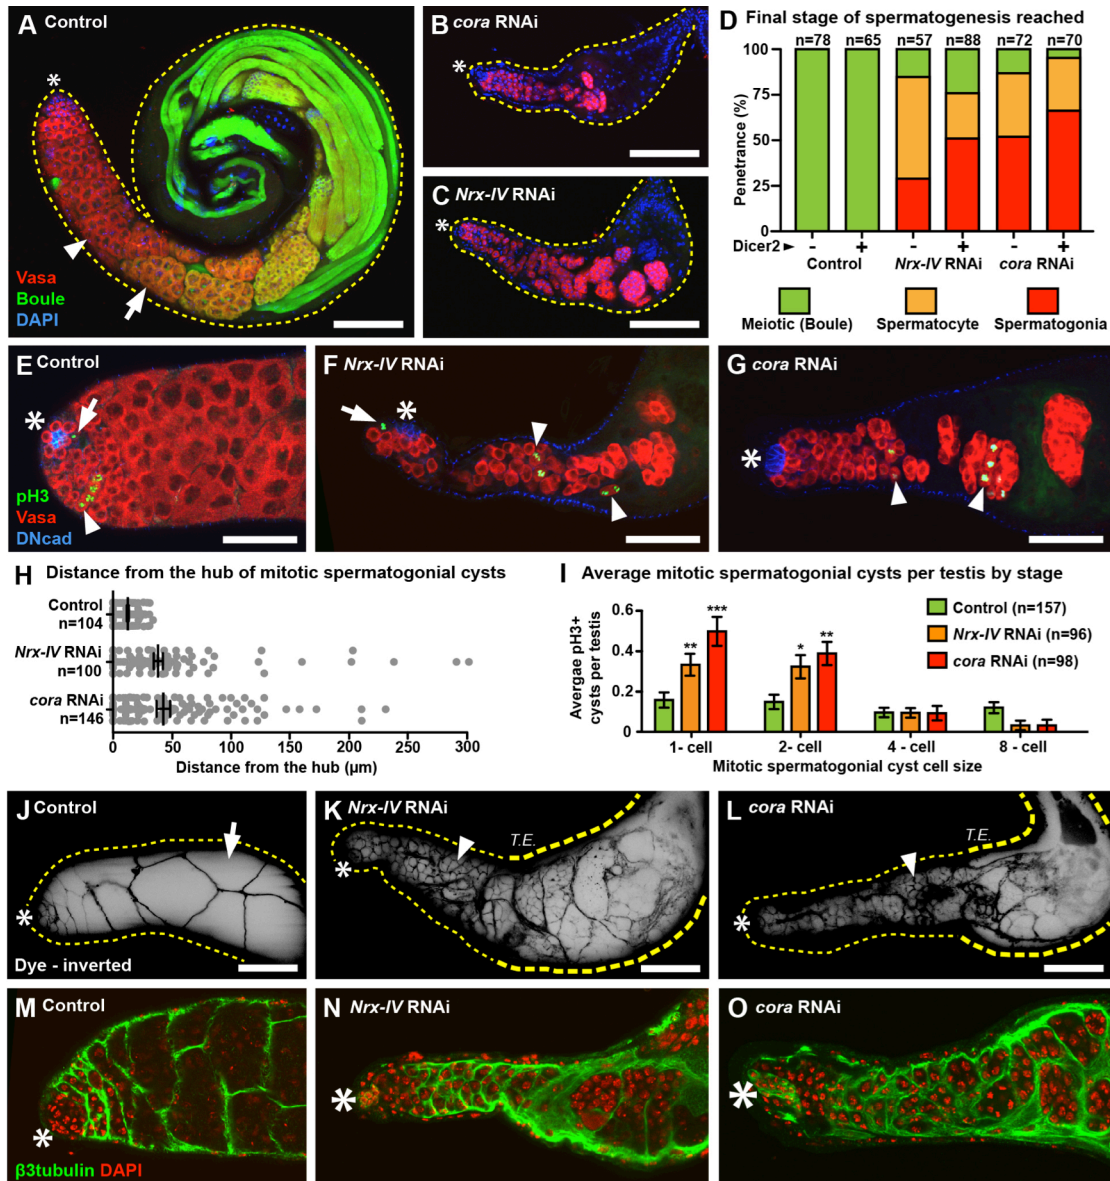 A Control
*
Vasa
Boule
DAPI
B cora RNAi
*
C Nrx-IV RNAi
*
D Final stage of spermatogenesis reached
n=78 n=65 n=57 n=88 n=72 n=70
100
75
50
25
0
Penetrance (%)
Dicer2 ► - + - + - +
Control Nrx-IV RNAi cora RNAi
Meiotic (Boule) Spermatocyte Spermatogonia
E Control
*
pH3
Vasa
DNcad
F Nrx-IV RNAi
*
G cora RNAi
*
H Distance from the hub of mitotic spermatogonial cysts
Control
n=104
Nrx-IV RNAi
n=100
cora RNAi
n=146
0 50 100 150 200 250 300
Distance from the hub (µm)
I Average mitotic spermatogonial cysts per testis by stage
Avergae pH3+
cysts per testis
0.6
0.4
0.2
0
** *** * **
Control (n=157)
Nrx-IV RNAi (n=96)
cora RNAi (n=98)
1- cell 2- cell 4 - cell 8 - cell
Mitotic spermatogonial cyst cell size
J Control
*
Dye - inverted
K Nrx-IV RNAi
T.E.
*
L cora RNAi
T.E.
*
M Control
*
β3tubulin DAPI
N Nrx-IV RNAi
*
O cora RNAi
*